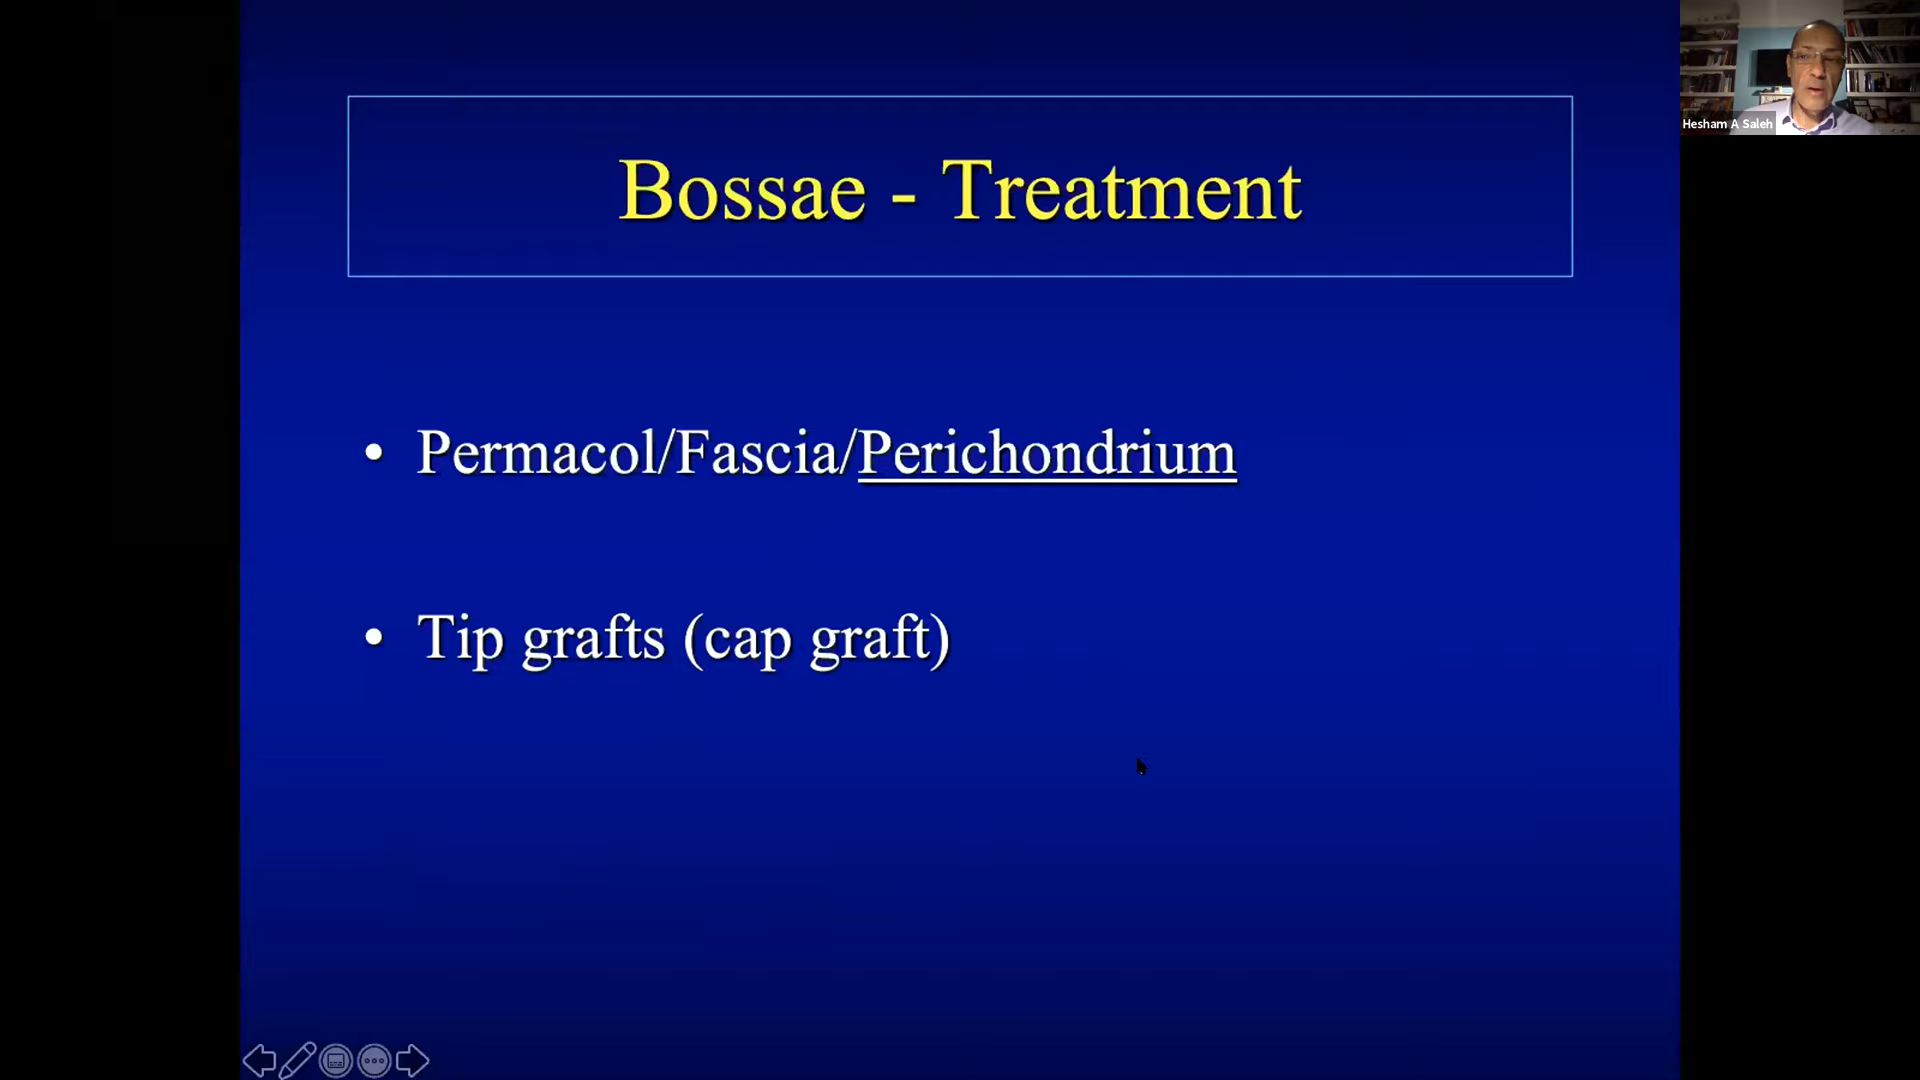 Bossae - Treatment
• Permacol/Fascia/Perichondrium
• Tip grafts (cap graft)
Hesham A Saleh